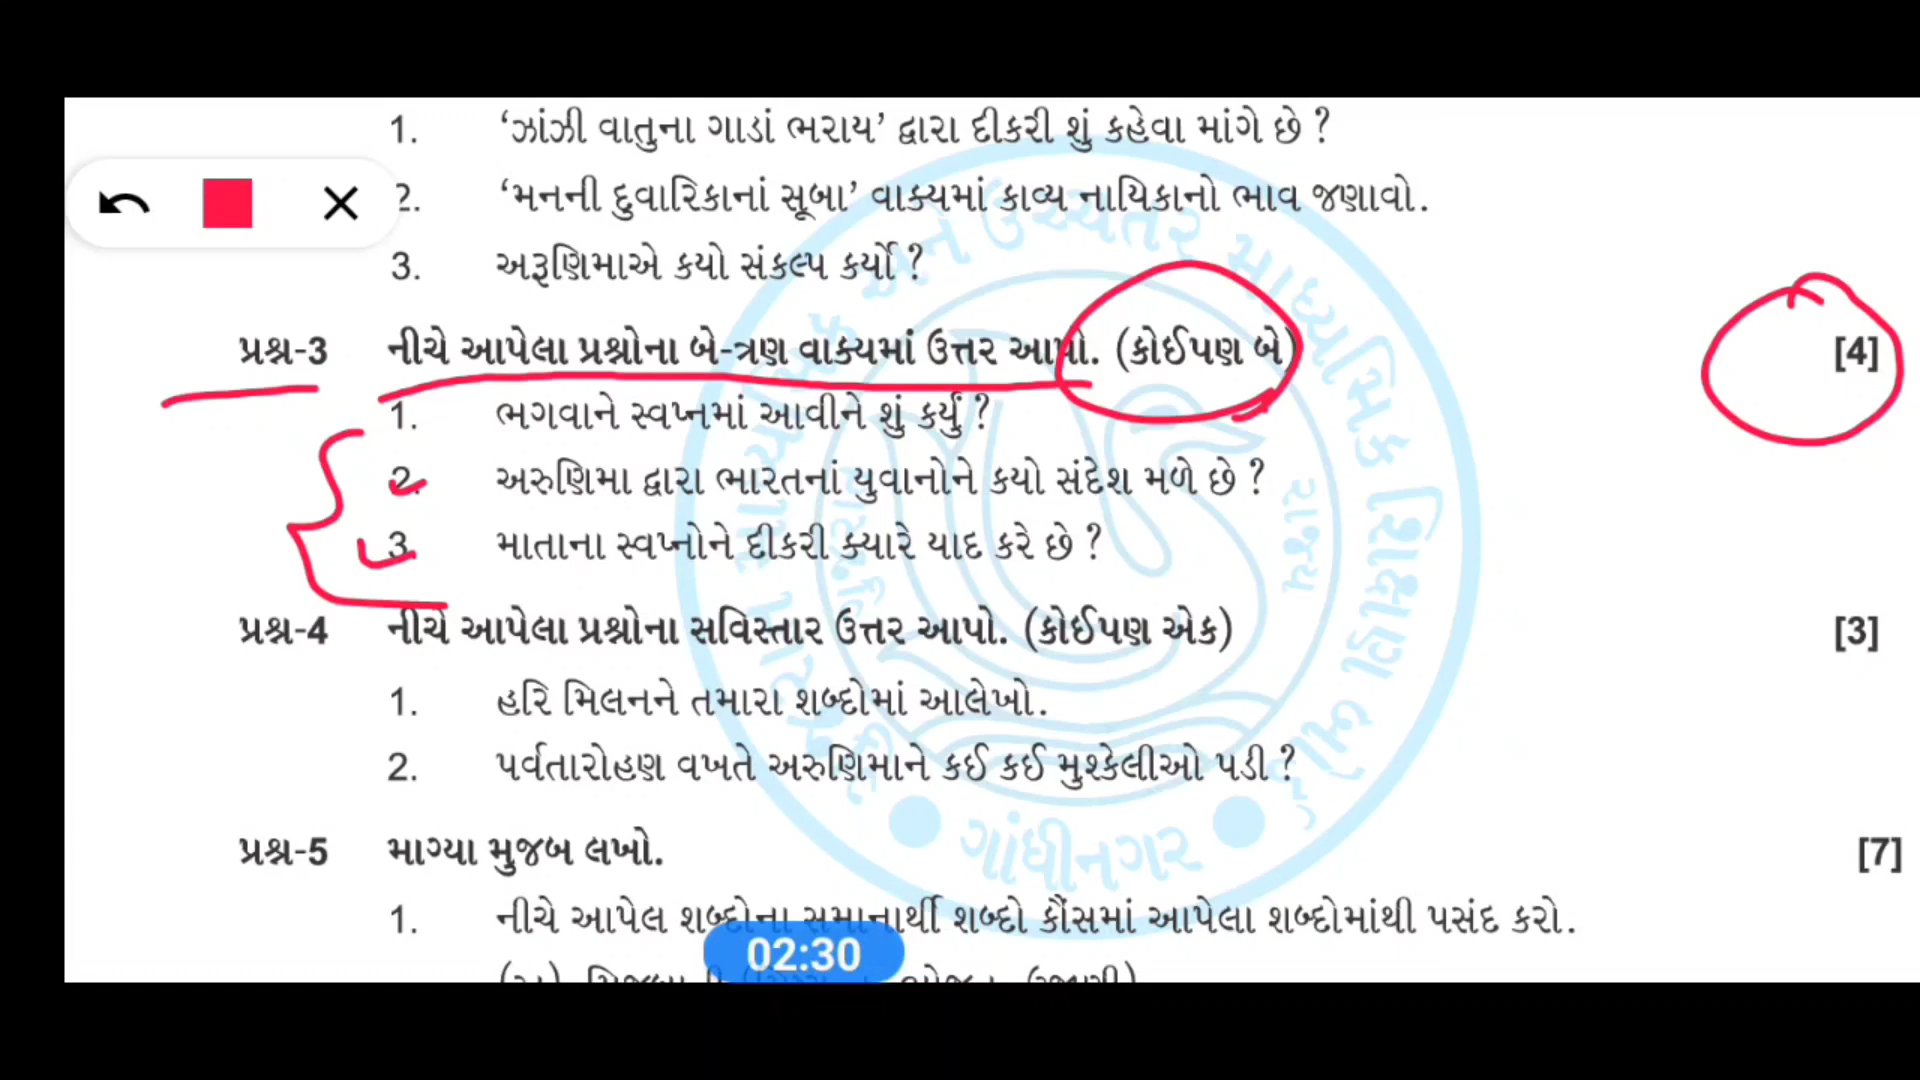 1. ‘ઝાંઝી વાતુના ગાડાં ભરાય’ દ્વારા દીકરી શું કહેવા માંગે છે ?
2. ‘મનની દુવારિકાનાં સૂબા’ વાક્યમાં કાવ્ય નાયિકાનો ભાવ જણાવો.
3. અરૂણિમાએ કયો સંકલ્પ કર્યો ?
પ્રશ્ન-3 નીચે આપેલા પ્રશ્નોના બે-ત્રણ વાક્યમાં ઉત્તર આપો. (કોઈપણ બે) [4]
1. ભગવાને સ્વપ્નમાં આવીને શું કર્યું ?
2. અરુણિમા દ્વારા ભારતનાં યુવાનોને કયો સંદેશ મળે છે ?
3. માતાના સ્વપ્નોને દીકરી ક્યારે યાદ કરે છે ?
પ્રશ્ન-4 નીચે આપેલા પ્રશ્નોના સવિસ્તાર ઉત્તર આપો. (કોઈપણ એક) [3]
1. હરિ મિલનને તમારા શબ્દોમાં આલેખો.
2. પર્વતારોહણ વખતે અરુણિમાને કઈ કઈ મુશ્કેલીઓ પડી ?
પ્રશ્ન-5 માગ્યા મુજબ લખો. [7]
1. નીચે આપેલ શબ્દોના સમાનાર્થી શબ્દો કૌંસમાં આપેલા શબ્દોમાંથી પસંદ કરો.
02:30
ઉચ્ચતર માધ્યમિક શિક્ષણ બોર્ડ
રાજ્ય
ગાંધીનગર